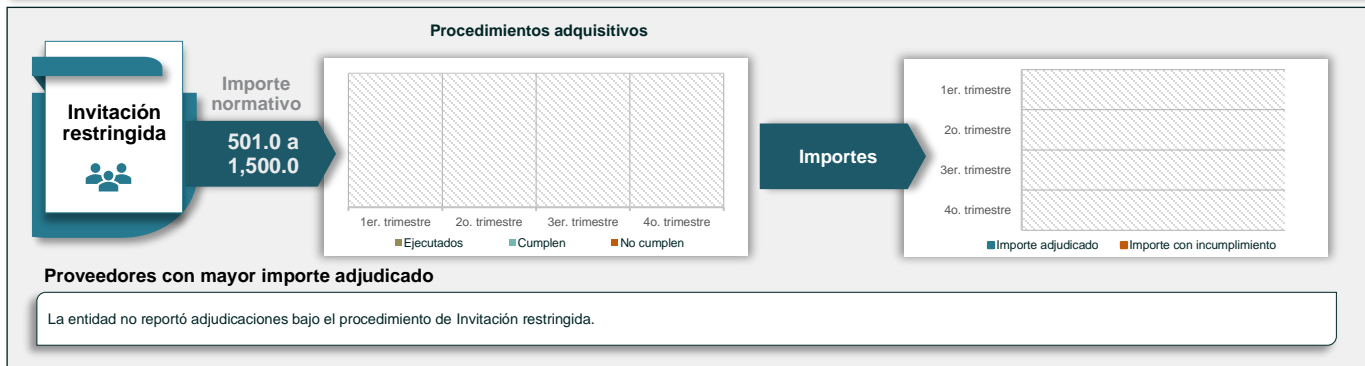 Procedimientos adquisitivos
Invitación
restringida
Importe
normativo
501.0 a
1,500.0
1er. trimestre 2o. trimestre 3er. trimestre 4o. trimestre
Ejecutados Cumplen No cumplen
Importes
1er. trimestre
2o. trimestre
3er. trimestre
4o. trimestre
Importe adjudicado Importe con incumplimiento
Proveedores con mayor importe adjudicado
La entidad no reportó adjudicaciones bajo el procedimiento de Invitación restringida.